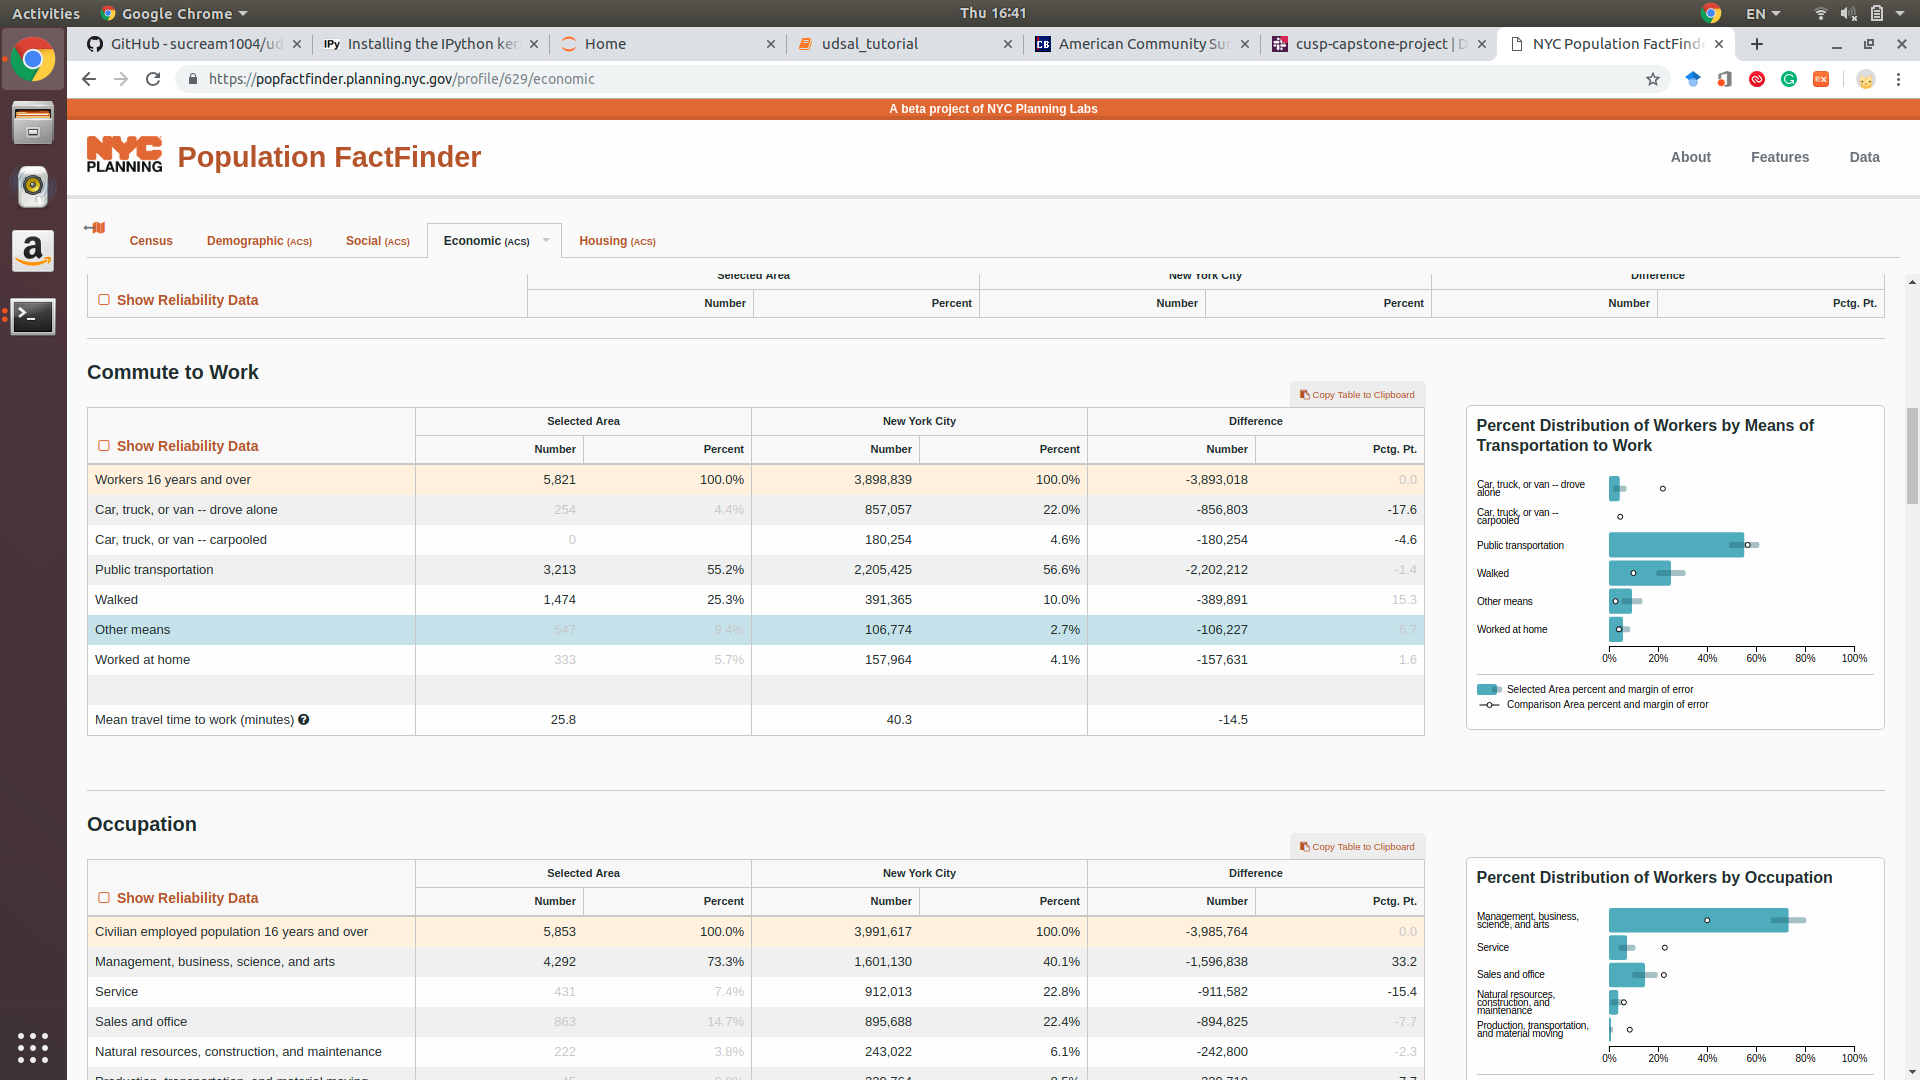 Activities Google Chrome Thu 16:41 EN
GitHub - sucream1004/ud IPy Installing the IPython ker Home udsal_tutorial American Community Sur cusp-capstone-project | D NYC Population FactFind
https://popfactfinder.planning.nyc.gov/profile/629/economic
A beta project of NYC Planning Labs
NYC PLANNING Population FactFinder About Features Data
Census Demographic (ACS) Social (ACS) Economic (ACS) Housing (ACS)
Selected Area New York City Difference
Show Reliability Data Number Percent Number Percent Number Pctg. Pt.
Commute to Work
Copy Table to Clipboard
Selected Area New York City Difference
Show Reliability Data Number Percent Number Percent Number Pctg. Pt.
Workers 16 years and over 5,821 100.0% 3,898,839 100.0% -3,893,018 0.0
Car, truck, or van -- drove alone 254 4.4% 857,057 22.0% -856,803 -17.6
Car, truck, or van -- carpooled 0 180,254 4.6% -180,254 -4.6
Public transportation 3,213 55.2% 2,205,425 56.6% -2,202,212 -1.4
Walked 1,474 25.3% 391,365 10.0% -389,891 15.3
Other means 547 9.4% 106,774 2.7% -106,227 6.7
Worked at home 333 5.7% 157,964 4.1% -157,631 1.6
Mean travel time to work (minutes) 25.8 40.3 -14.5
Percent Distribution of Workers by Means of
Transportation to Work
Car, truck, or van -- drove
alone
Car, truck, or van --
carpooled
Public transportation
Walked
Other means
Worked at home
0% 20% 40% 60% 80% 100%
Selected Area percent and margin of error
Comparison Area percent and margin of error
Occupation
Copy Table to Clipboard
Selected Area New York City Difference
Show Reliability Data Number Percent Number Percent Number Pctg. Pt.
Civilian employed population 16 years and over 5,853 100.0% 3,991,617 100.0% -3,985,764 0.0
Management, business, science, and arts 4,292 73.3% 1,601,130 40.1% -1,596,838 33.2
Service 431 7.4% 912,013 22.8% -911,582 -15.4
Sales and office 863 14.7% 895,688 22.4% -894,825 -7.7
Natural resources, construction, and maintenance 222 3.8% 243,022 6.1% -242,800 -2.3
Percent Distribution of Workers by Occupation
Management, business,
science, and arts
Service
Sales and office
Natural resources,
construction, and
maintenance
Production, transportation,
and material moving
0% 20% 40% 60% 80% 100%